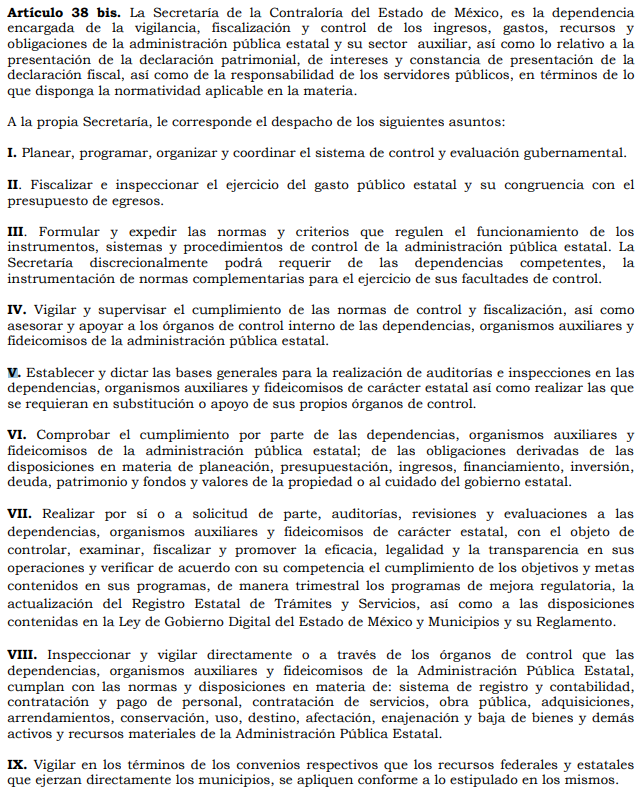 Artículo 38 bis. La Secretaría de la Contraloría del Estado de México, es la dependencia
encargada de la vigilancia, fiscalización y control de los ingresos, gastos, recursos y
obligaciones de la administración pública estatal y su sector auxiliar, así como lo relativo a la
presentación de la declaración patrimonial, de intereses y constancia de presentación de la
declaración fiscal, así como de la responsabilidad de los servidores públicos, en términos de lo
que disponga la normatividad aplicable en la materia.
A la propia Secretaría, le corresponde el despacho de los siguientes asuntos:
I. Planear, programar, organizar y coordinar el sistema de control y evaluación gubernamental.
II. Fiscalizar e inspeccionar el ejercicio del gasto público estatal y su congruencia con el
presupuesto de egresos.
III. Formular y expedir las normas y criterios que regulen el funcionamiento de los
instrumentos, sistemas y procedimientos de control de la administración pública estatal. La
Secretaría discrecionalmente podrá requerir de las dependencias competentes, la
instrumentación de normas complementarias para el ejercicio de sus facultades de control.
IV. Vigilar y supervisar el cumplimiento de las normas de control y fiscalización, así como
asesorar y apoyar a los órganos de control interno de las dependencias, organismos auxiliares y
fideicomisos de la administración pública estatal.
V. Establecer y dictar las bases generales para la realización de auditorías e inspecciones en las
dependencias, organismos auxiliares y fideicomisos de carácter estatal así como realizar las que
se requieran en substitución o apoyo de sus propios órganos de control.
VI. Comprobar el cumplimiento por parte de las dependencias, organismos auxiliares y
fideicomisos de la administración pública estatal; de las obligaciones derivadas de las
disposiciones en materia de planeación, presupuestación, ingresos, financiamiento, inversión,
deuda, patrimonio y fondos y valores de la propiedad o al cuidado del gobierno estatal.
VII. Realizar por sí o a solicitud de parte, auditorías, revisiones y evaluaciones a las
dependencias, organismos auxiliares y fideicomisos de carácter estatal, con el objeto de
controlar, examinar, fiscalizar y promover la eficacia, legalidad y la transparencia en sus
operaciones y verificar de acuerdo con su competencia el cumplimiento de los objetivos y metas
contenidos en sus programas, de manera trimestral los programas de mejora regulatoria, la
actualización del Registro Estatal de Trámites y Servicios, así como a las disposiciones
contenidas en la Ley de Gobierno Digital del Estado de México y Municipios y su Reglamento.
VIII. Inspeccionar y vigilar directamente o a través de los órganos de control que las
dependencias, organismos auxiliares y fideicomisos de la Administración Pública Estatal,
cumplan con las normas y disposiciones en materia de: sistema de registro y contabilidad,
contratación y pago de personal, contratación de servicios, obra pública, adquisiciones,
arrendamientos, conservación, uso, destino, afectación, enajenación y baja de bienes y demás
activos y recursos materiales de la Administración Pública Estatal.
IX. Vigilar en los términos de los convenios respectivos que los recursos federales y estatales
que ejerzan directamente los municipios, se apliquen conforme a lo estipulado en los mismos.